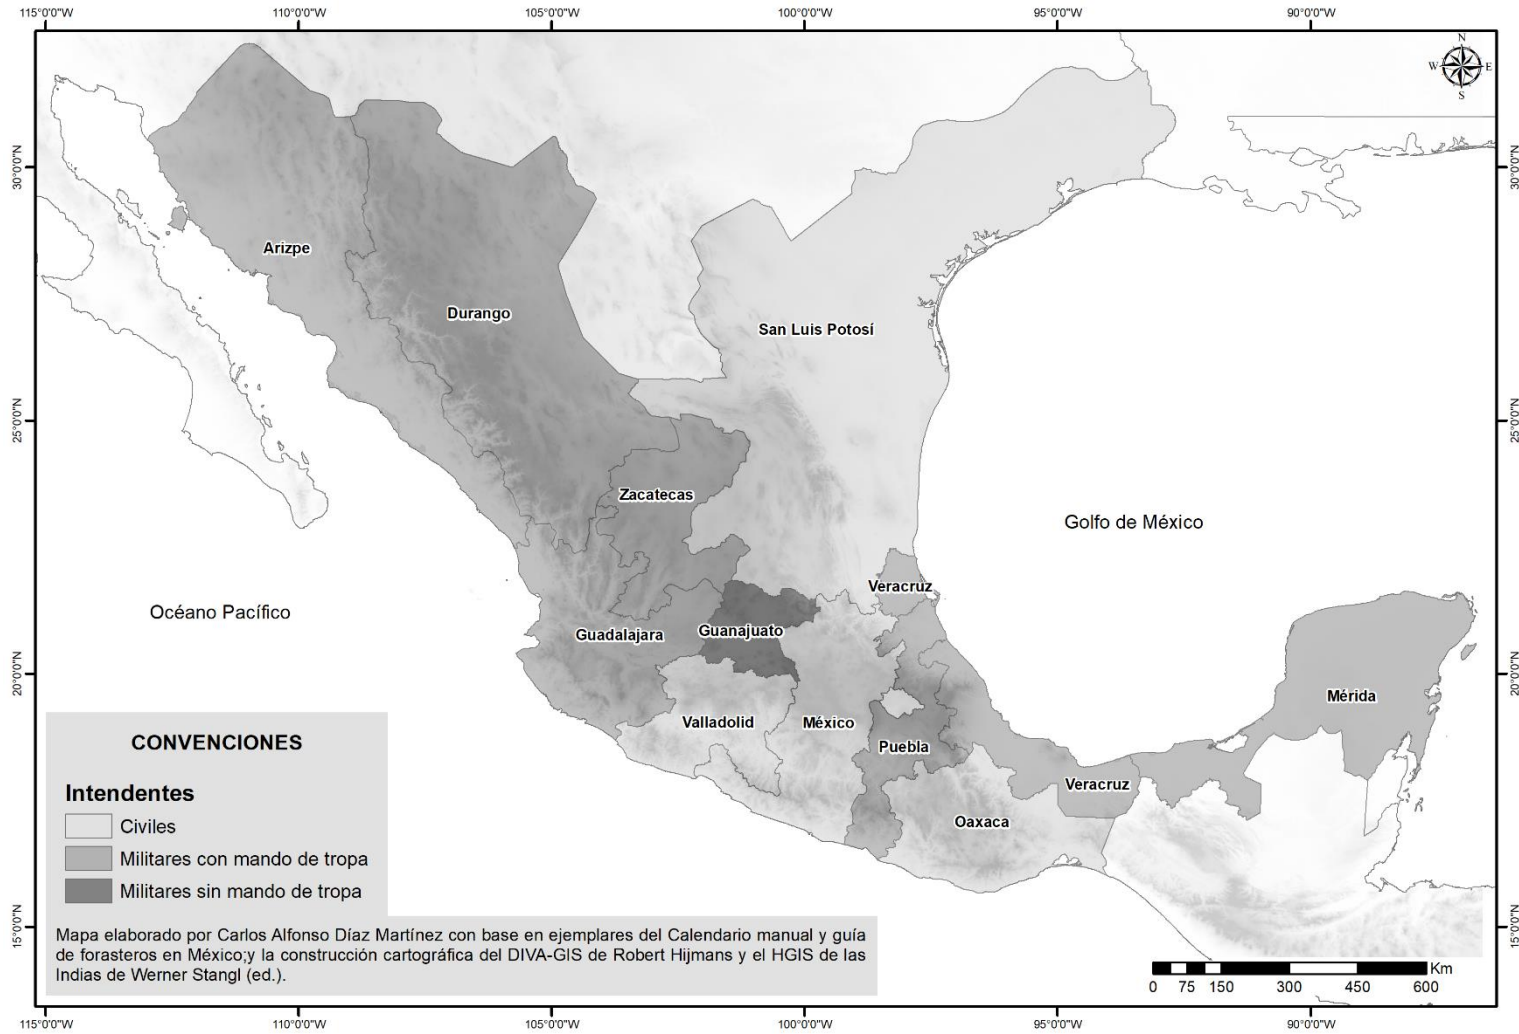 115°0'0"W 110°0'0"W 105°0'0"W 100°0'0"W 95°0'0"W 90°0'0"W
N
W E
S
30°0'0"N 30°0'0"N
Arizpe
Durango
San Luis Potosí
25°0'0"N 25°0'0"N
Zacatecas
Golfo de México
Veracruz
Océano Pacífico
Guadalajara
Guanajuato
20°0'0"N 20°0'0"N
Mérida
Valladolid
México
Puebla
Veracruz
Oaxaca
CONVENCIONES
Intendentes
Civiles
Militares con mando de tropa
Militares sin mando de tropa
15°0'0"N 15°0'0"N
Mapa elaborado por Carlos Alfonso Díaz Martínez con base en ejemplares del Calendario manual y guía
de forasteros en México;y la construcción cartográfica del DIVA-GIS de Robert Hijmans y el HGIS de las
Indias de Werner Stangl (ed.).
Km
0 75 150 300 450 600
115°0'0"W 110°0'0"W 105°0'0"W 100°0'0"W 95°0'0"W 90°0'0"W